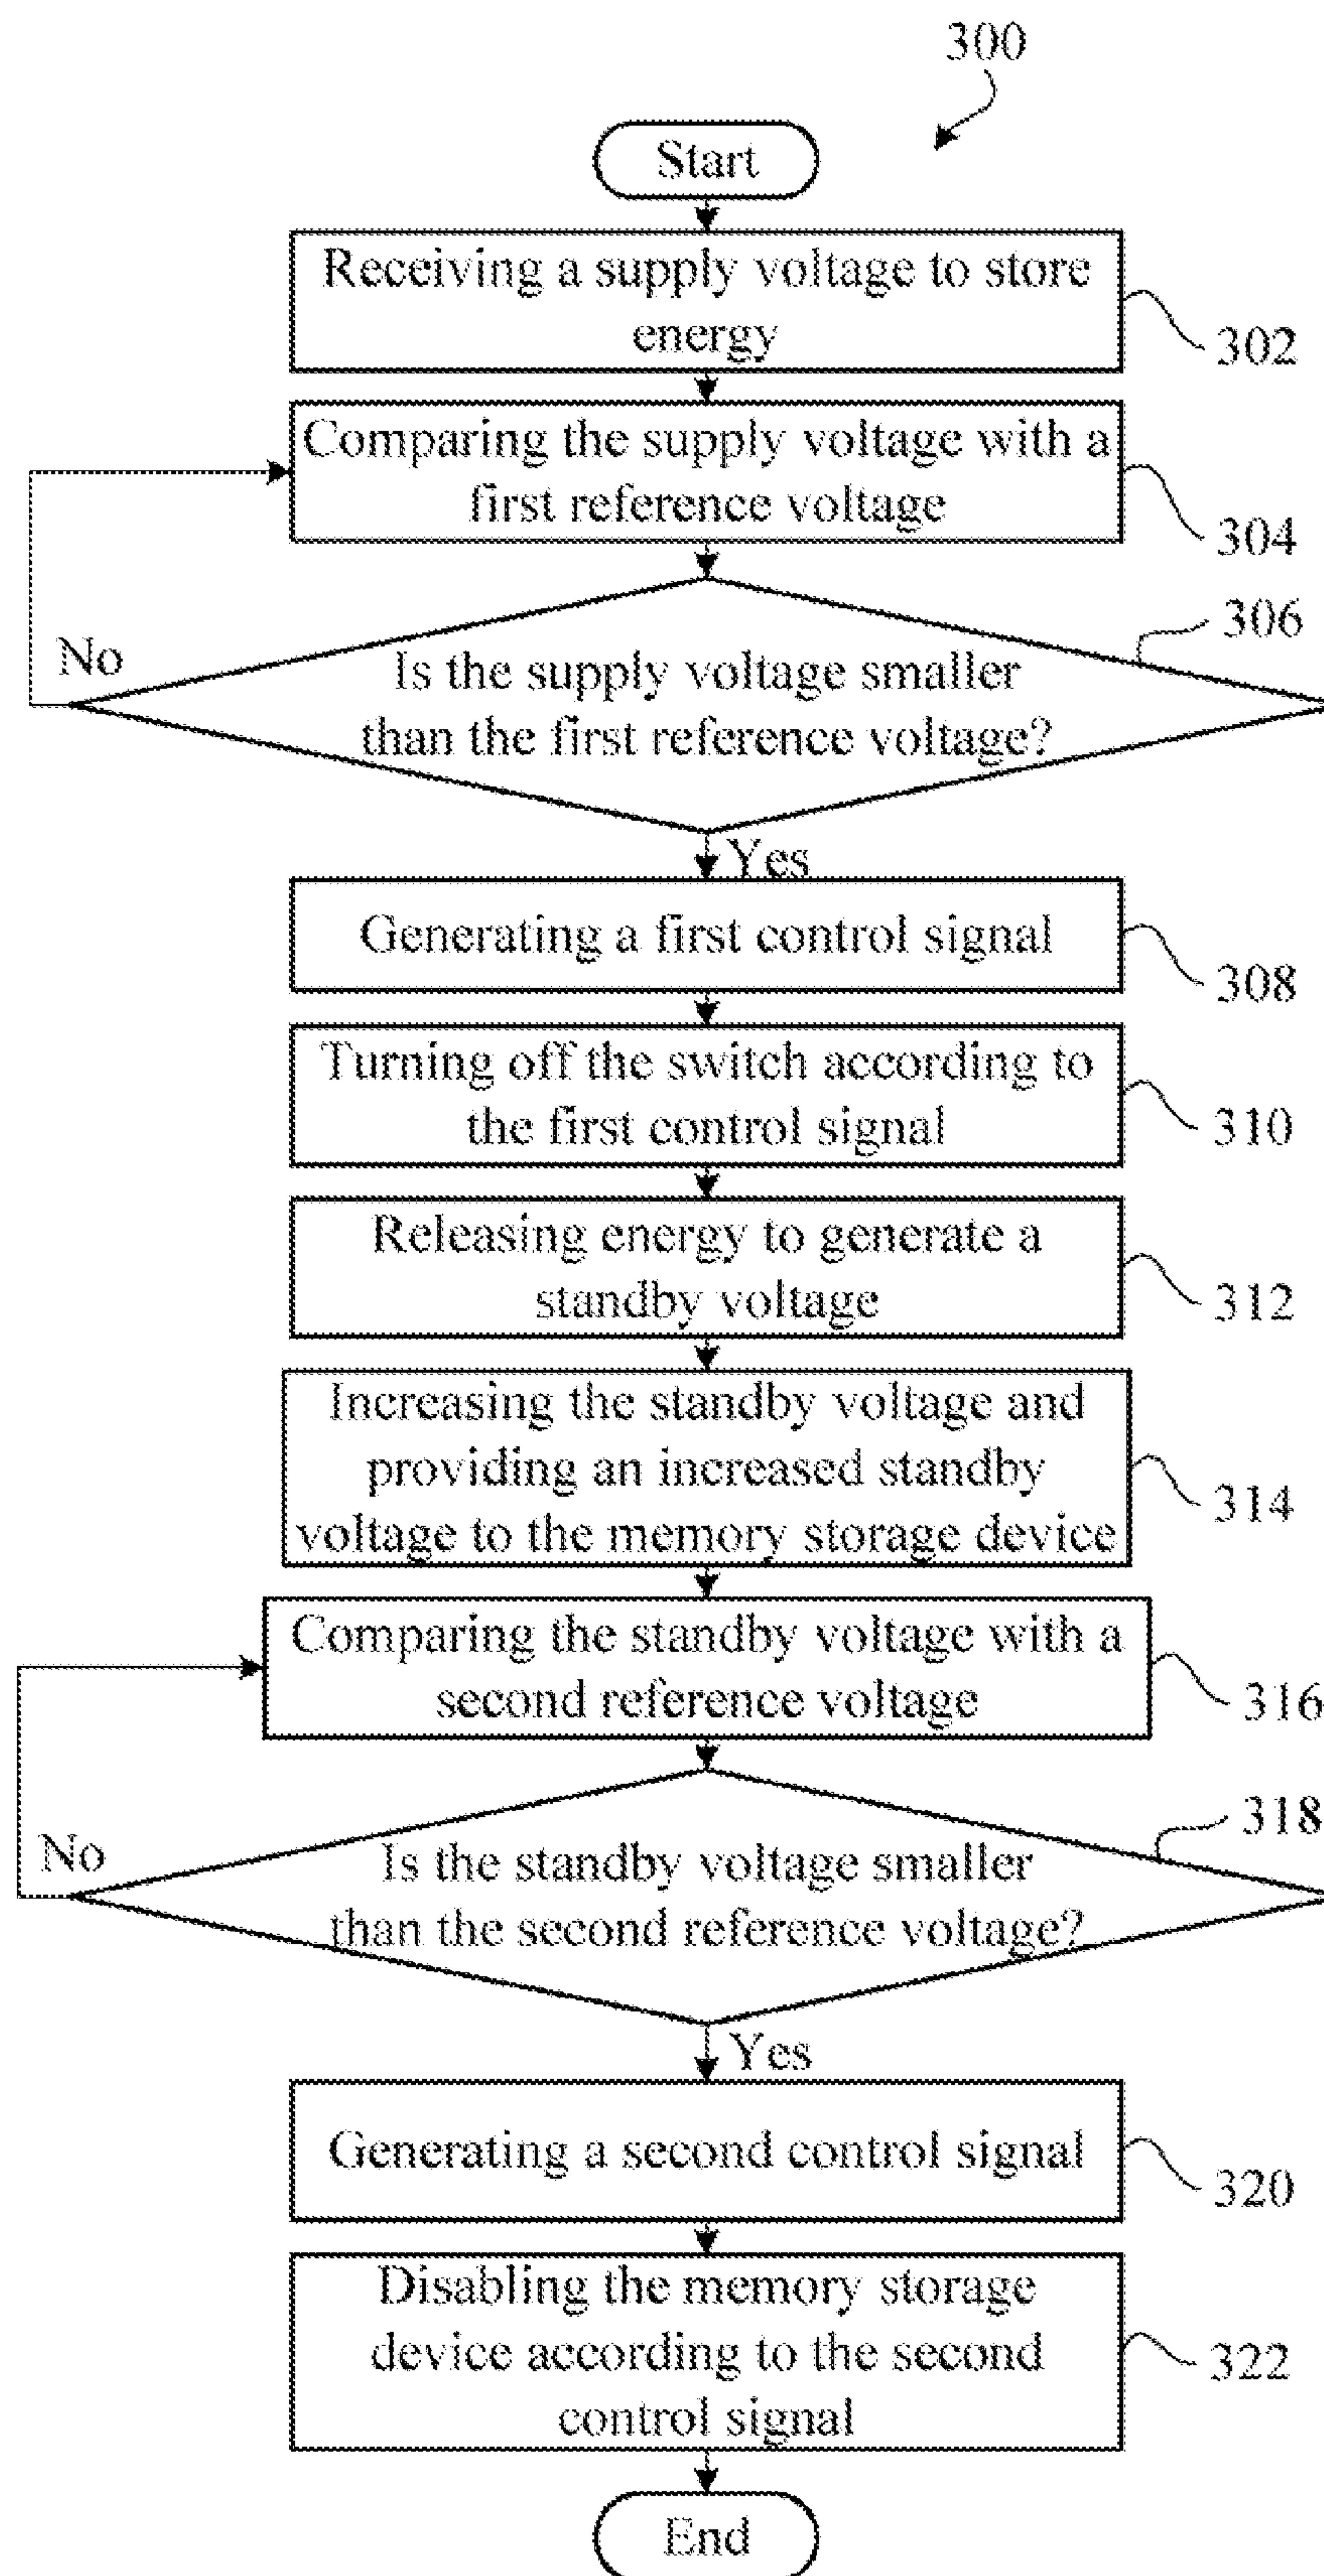 300
Start
Receiving a supply voltage to store
energy
302
Comparing the supply voltage with a
first reference voltage
304
306
No
Is the supply voltage smaller
than the first reference voltage?
Yes
Generating a first control signal
308
Turning off the switch according to
the first control signal
310
Releasing energy to generate a
standby voltage
312
Increasing the standby voltage and
providing an increased standby
voltage to the memory storage device
314
Comparing the standby voltage with a
second reference voltage
316
318
No
Is the standby voltage smaller
than the second reference voltage?
Yes
Generating a second control signal
320
Disabling the memory storage
device according to the second
control signal
322
End